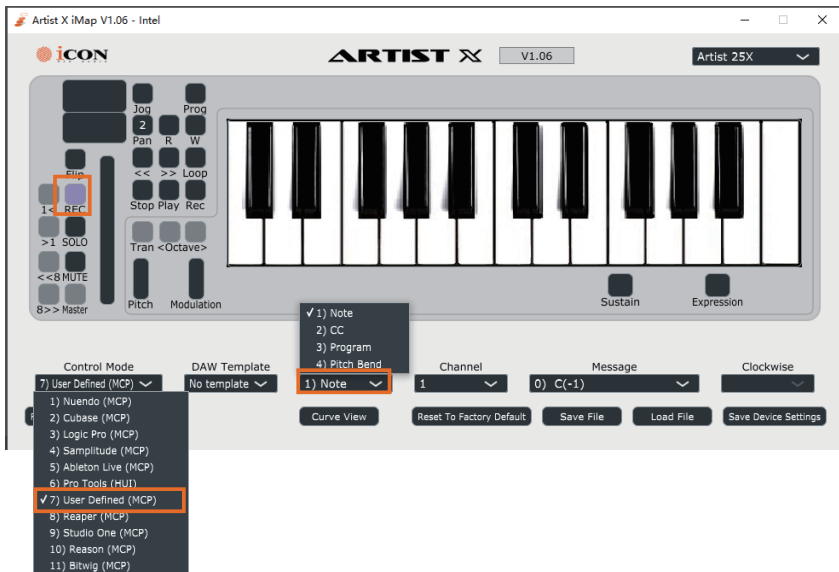 Artist X iMap V1.06 - Intel
iCON
ARTIST X
V1.06
Artist 25X
Jog
Prog
2
Pan R W
Flip
<< >> Loop
1< REC
Stop Play Rec
>1 SOLO
Tran <Octave>
<<8 MUTE
8>> Master
Pitch Modulation
Sustain
Expression
✓ 1) Note
2) CC
3) Program
4) Pitch Bend
Control Mode
DAW Template
Channel
Message
Clockwise
7) User Defined (MCP)
No template
1) Note
1
0) C(-1)
Curve View
Reset To Factory Default
Save File
Load File
Save Device Settings
1) Nuendo (MCP)
2) Cubase (MCP)
3) Logic Pro (MCP)
4) Samplitude (MCP)
5) Ableton Live (MCP)
6) Pro Tools (HUI)
✓ 7) User Defined (MCP)
8) Reaper (MCP)
9) Studio One (MCP)
10) Reason (MCP)
11) Bitwig (MCP)